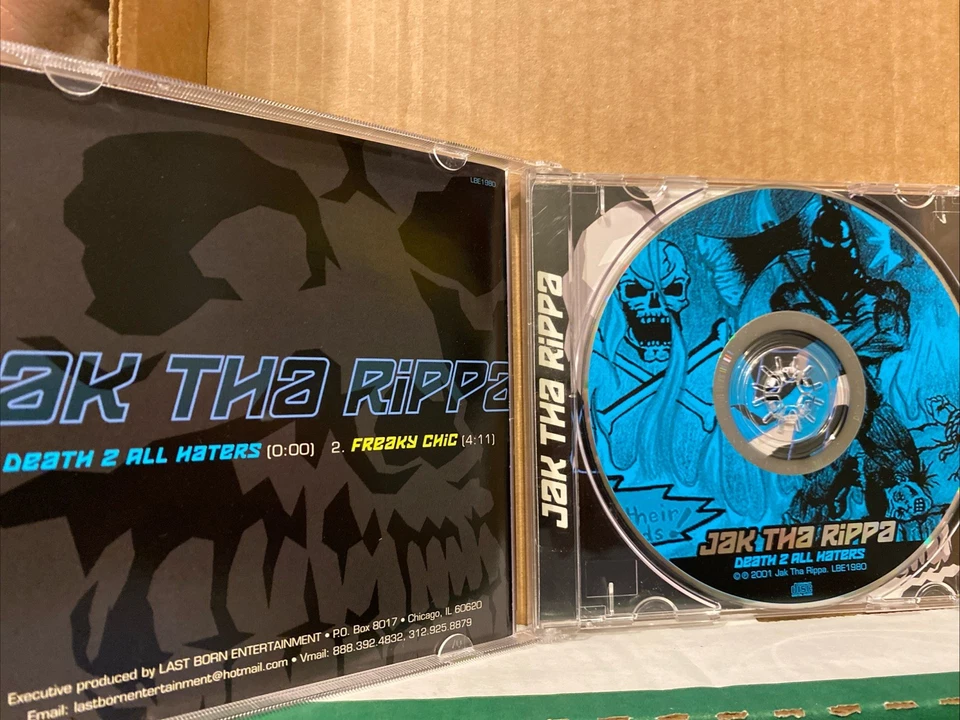 LBE1980
JAK THA RiPPA
DEATH 2 ALL HATERS (0:00) 2. FREAKY CHiC (4:11)
Executive produced by LAST BORN ENTERTAINMENT • P.O. Box 8017 • Chicago, IL 60620
Email: lastbornentertainment@hotmail.com • Vmail: 888.392.4832, 312.925.8879
JAK THA RiPPA
their
JAK THA RiPPA
DEATH 2 ALL HATERS
© ℗ 2001 Jak Tha Rippa. LBE1980